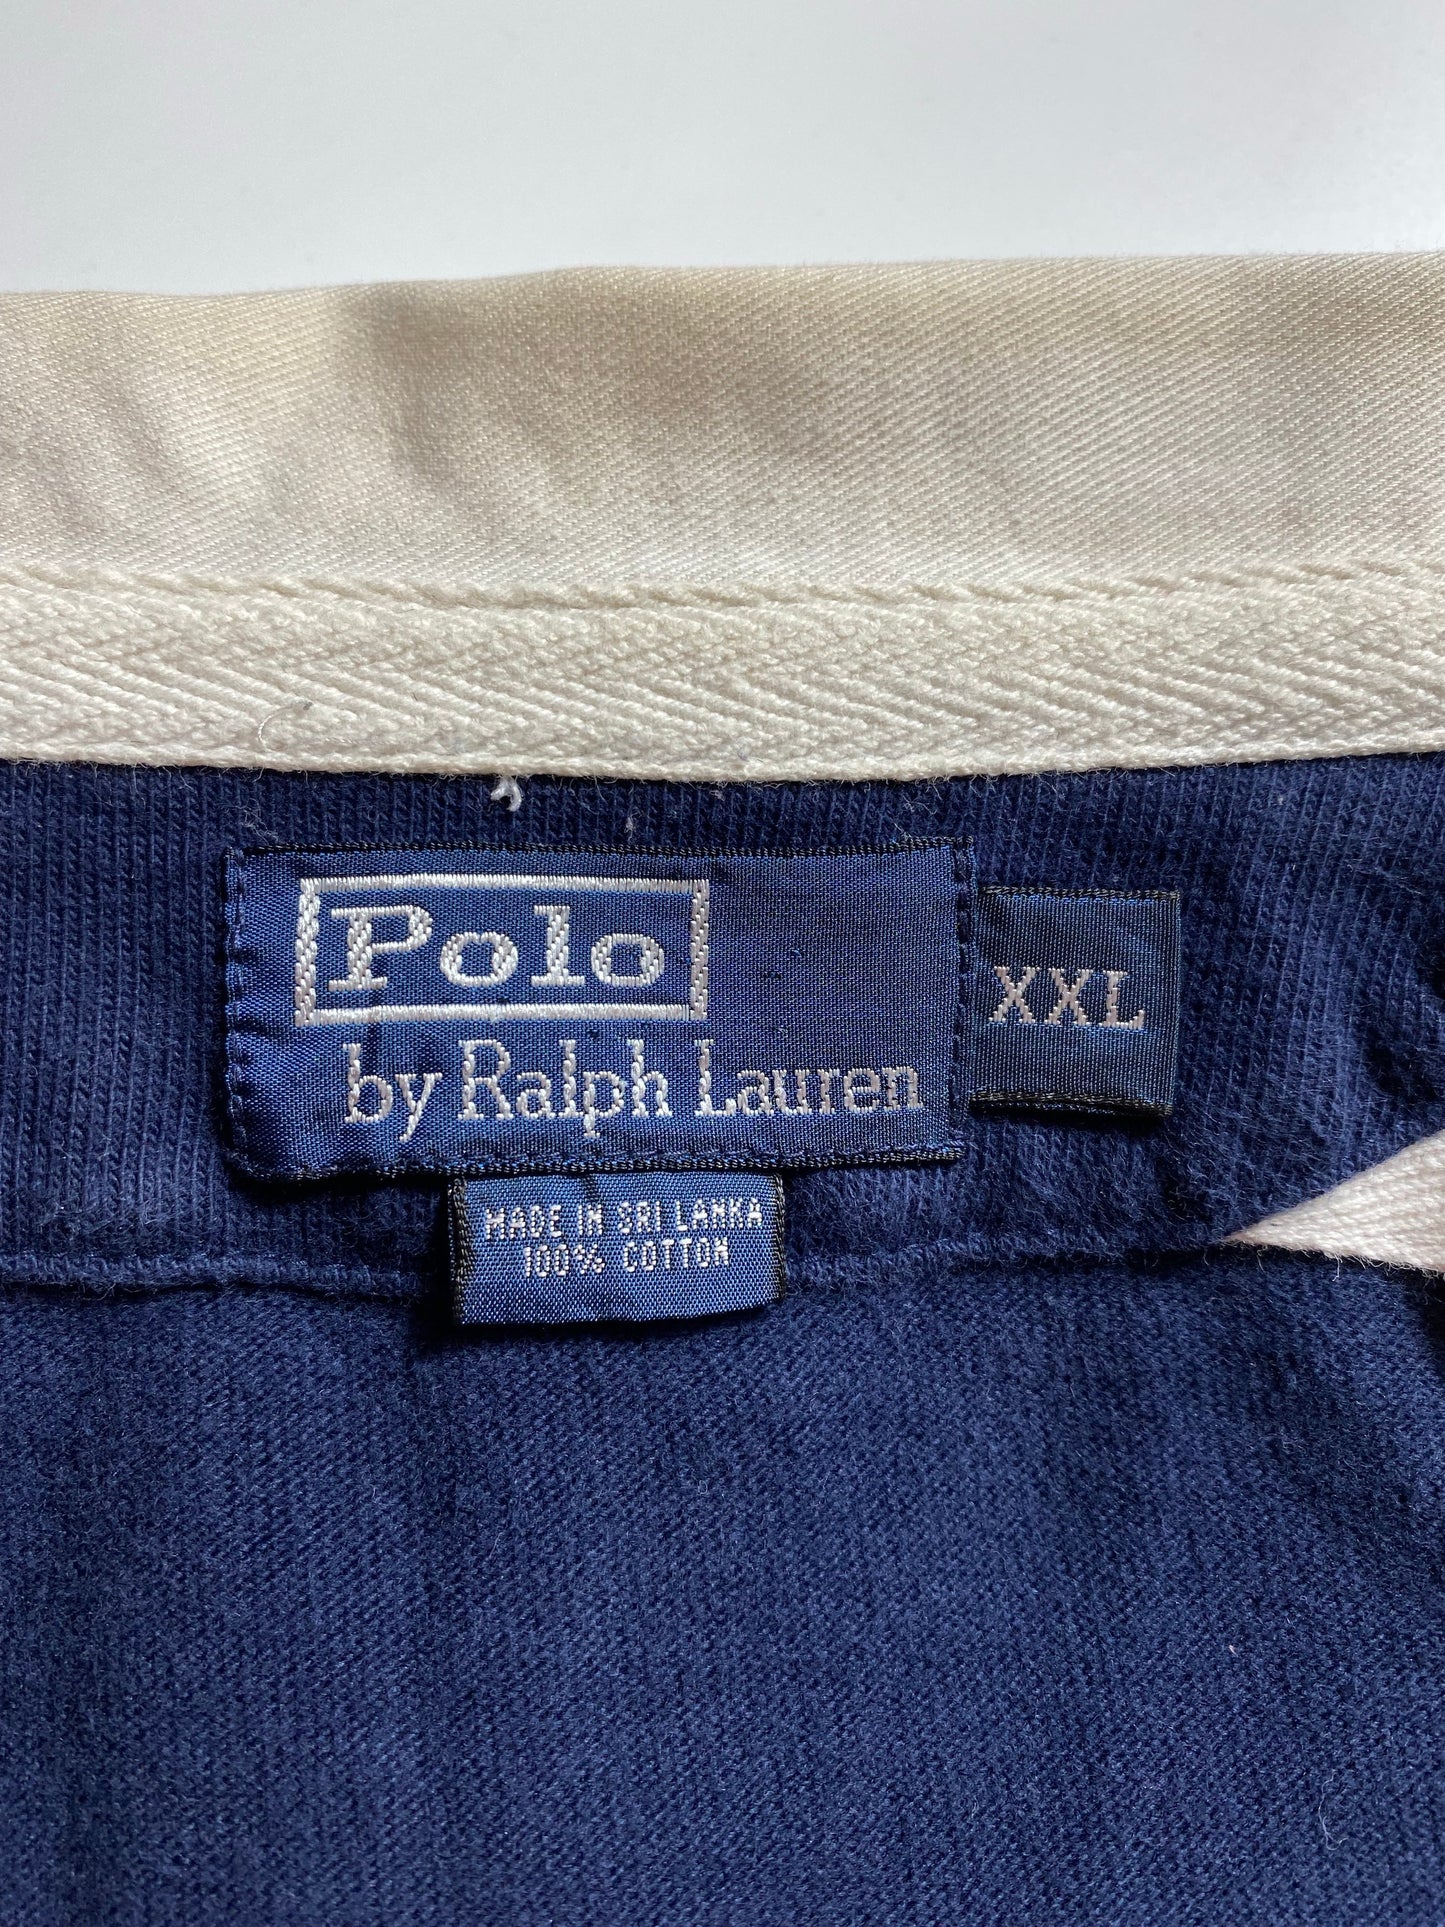 Polo
by Ralph Lauren
XXL
MADE IN SRI LANKA
100% COTTON